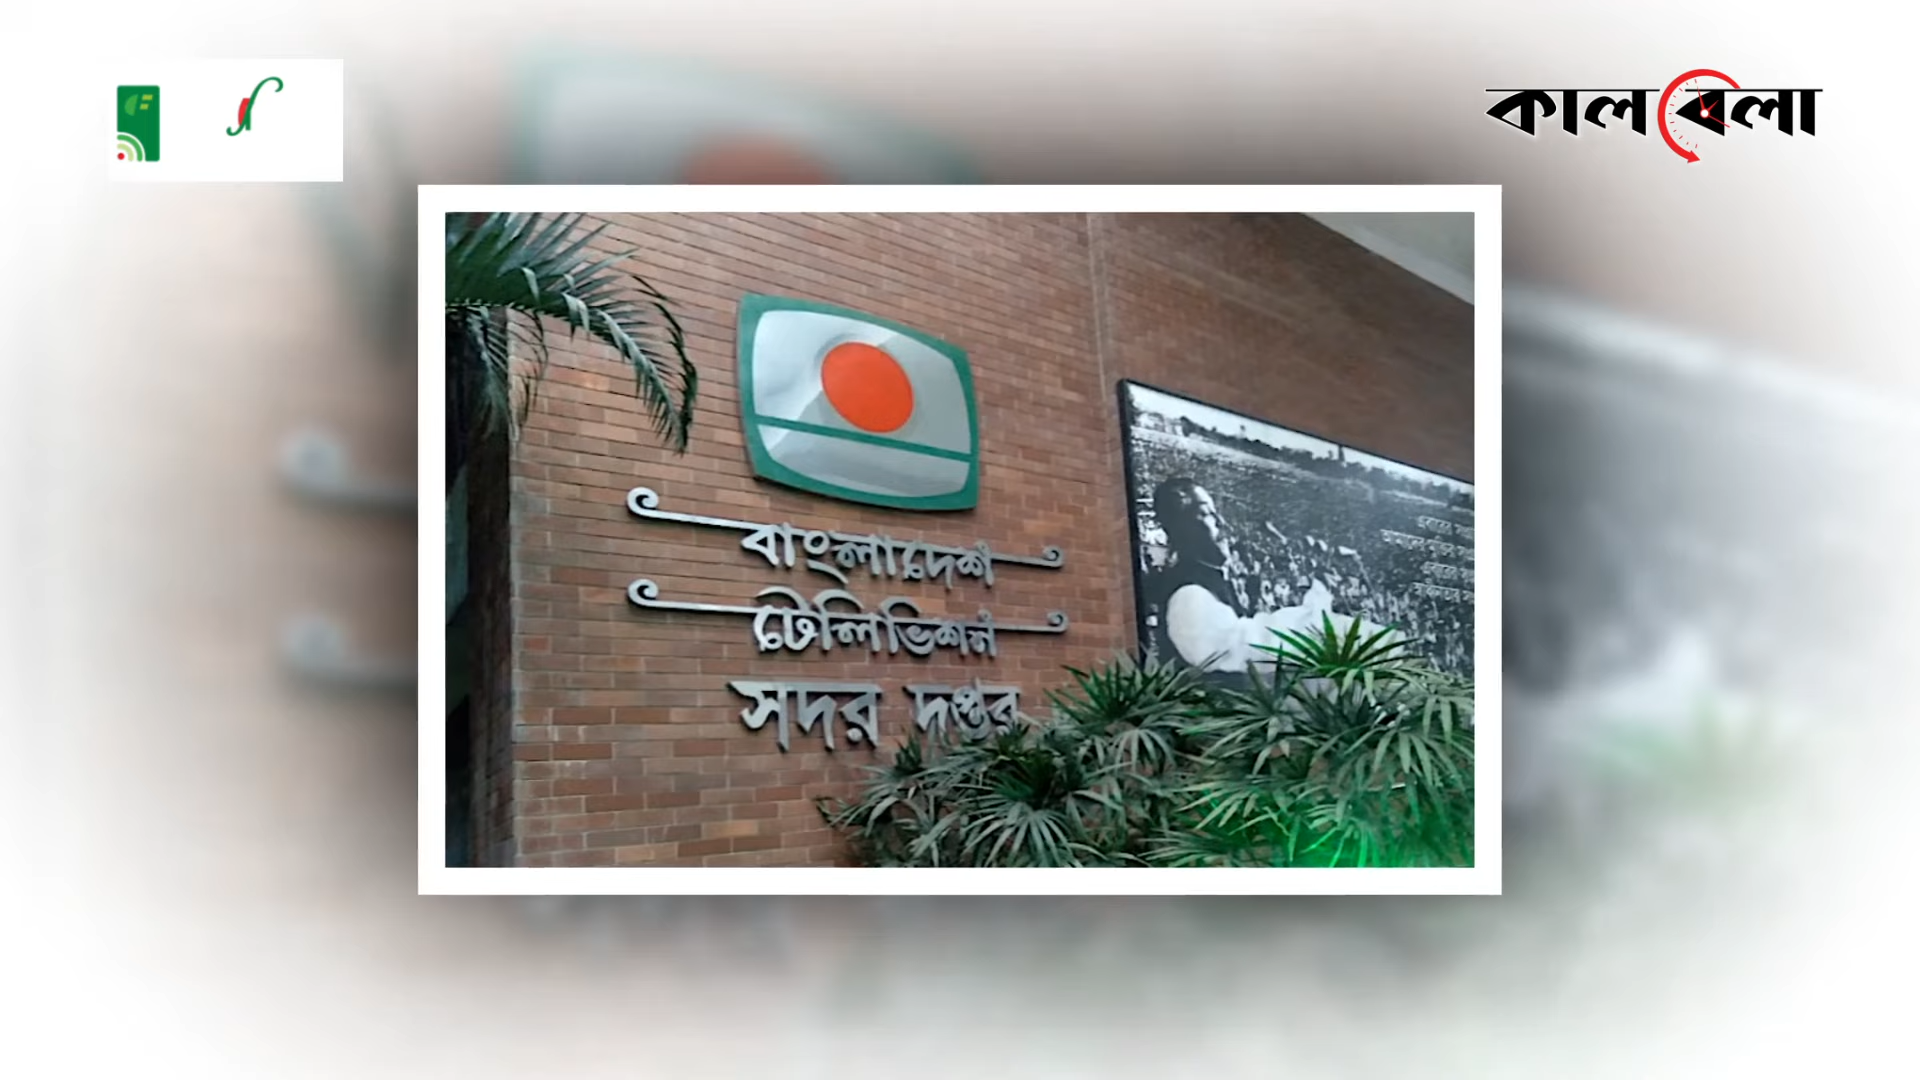 কালবেলা
বাংলাদেশ
টেলিভিশন
সদর দপ্তর